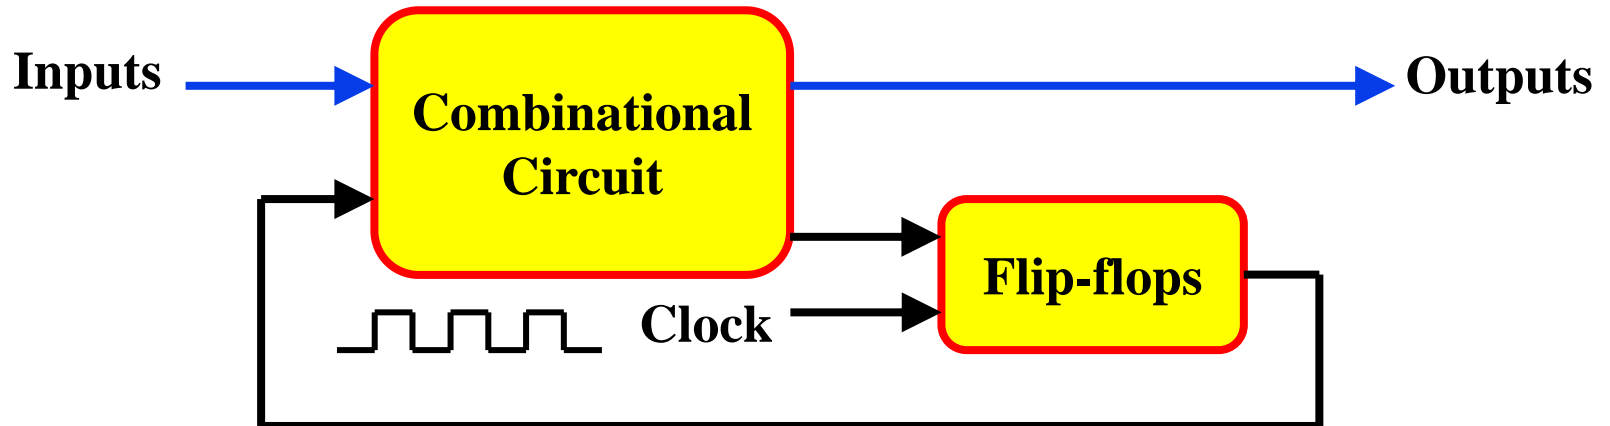 Inputs
Combinational
Circuit
Outputs
Flip-flops
Clock